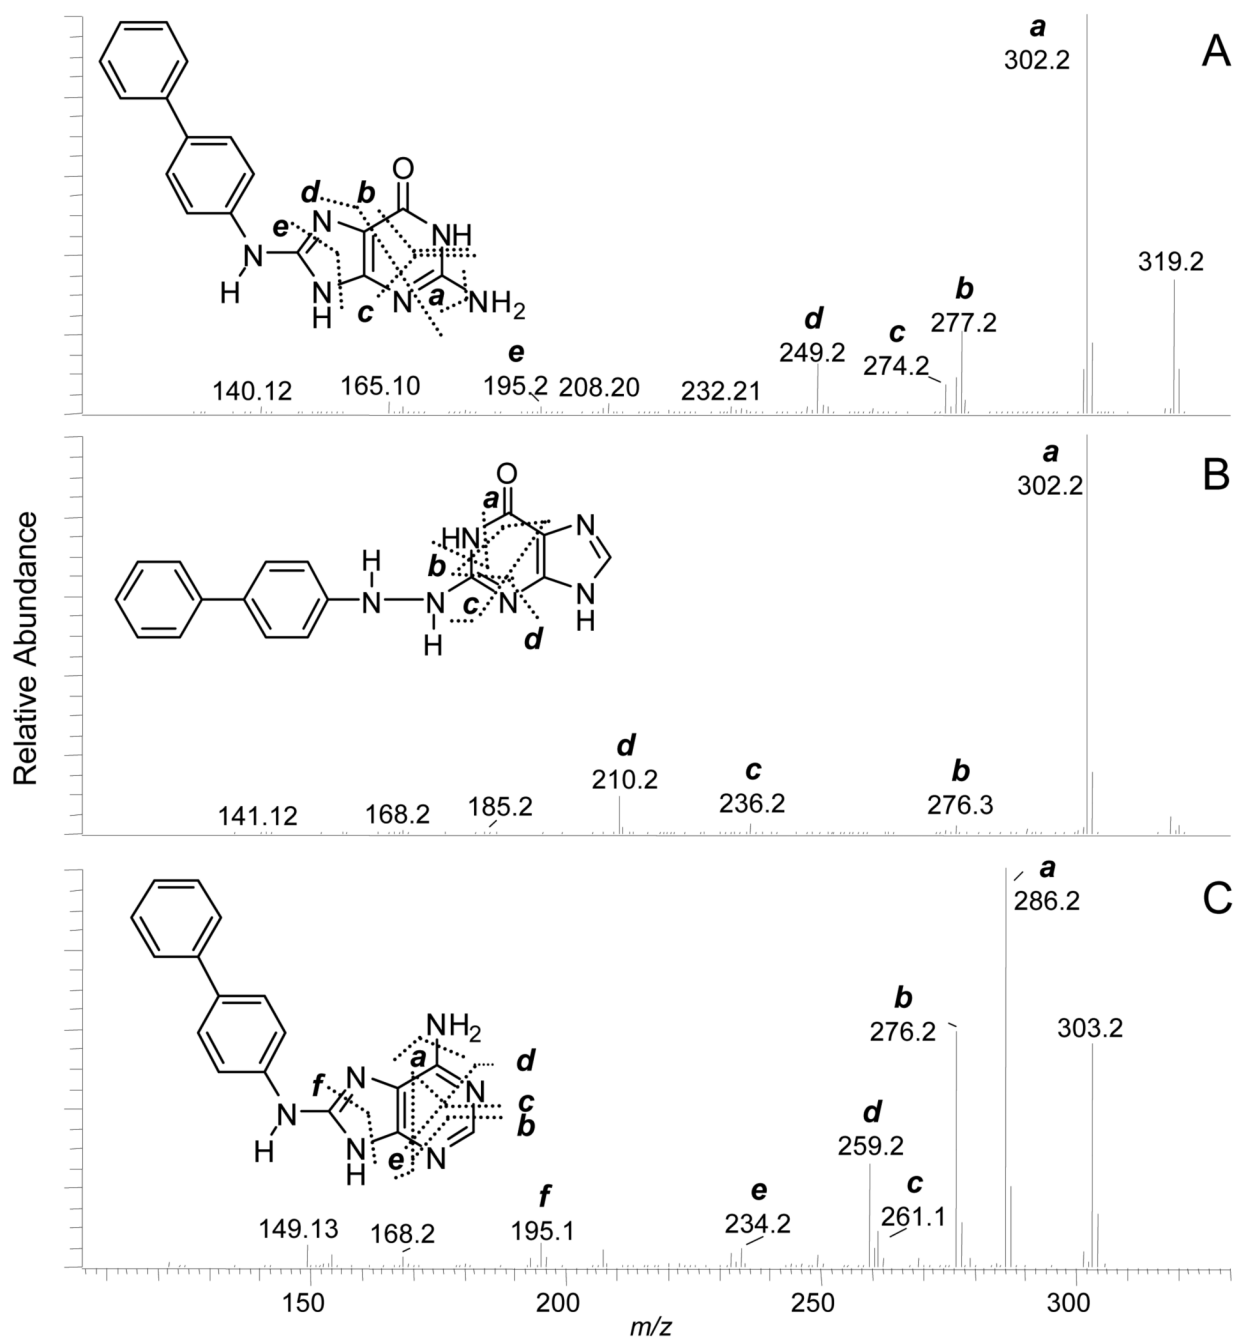 a
302.2
A
O
d
b
N
NH
e
319.2
N
H
N
H
N
a
NH2
c
b
277.2
d
249.2
c
274.2
e
195.2
140.12
165.10
208.20
232.21
Relative Abundance
a
302.2
B
O
a
HN
N
H
b
N
N
H
c
N
d
N
H
d
210.2
c
236.2
b
276.3
141.12
168.2
185.2
a
286.2
C
NH2
a
d
f
N
N
c
b
N
H
N
H
e
N
b
276.2
303.2
d
259.2
c
261.1
e
234.2
f
195.1
149.13
168.2
150
200
250
300
m/z